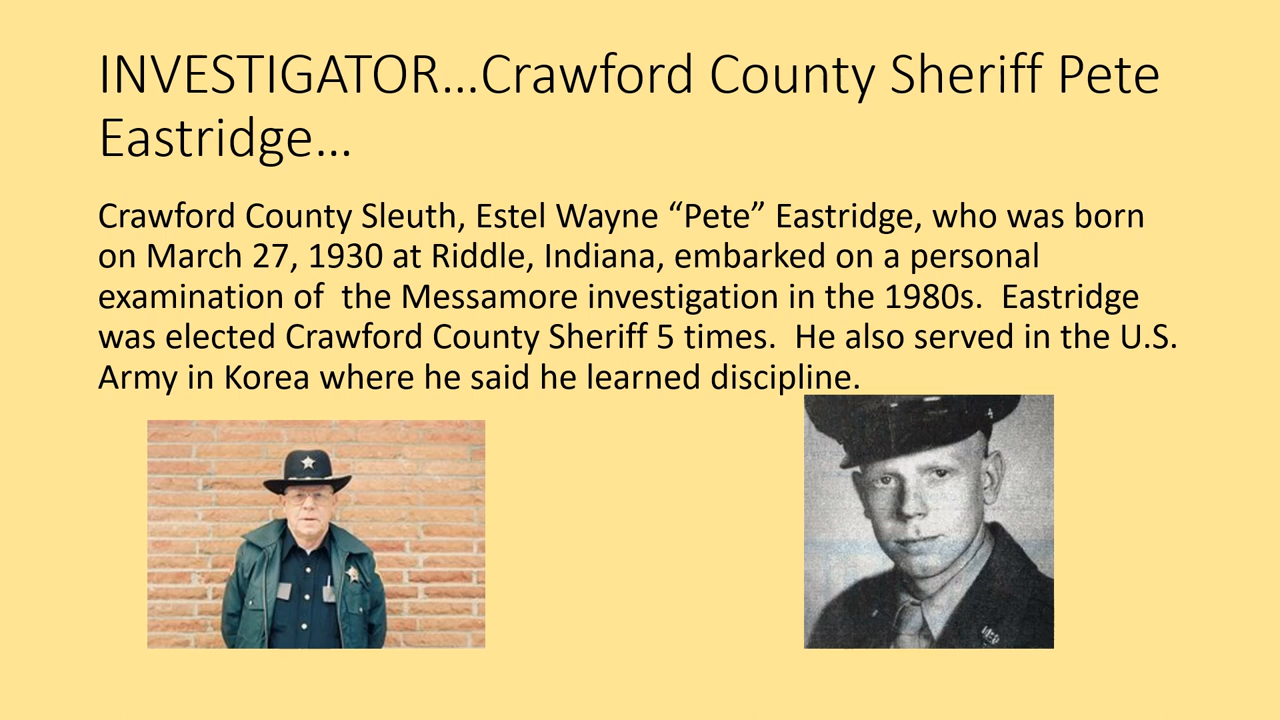 INVESTIGATOR…Crawford County Sheriff Pete
Eastridge…
Crawford County Sleuth, Estel Wayne “Pete” Eastridge, who was born
on March 27, 1930 at Riddle, Indiana, embarked on a personal
examination of  the Messamore investigation in the 1980s.  Eastridge
was elected Crawford County Sheriff 5 times.  He also served in the U.S.
Army in Korea where he said he learned discipline.